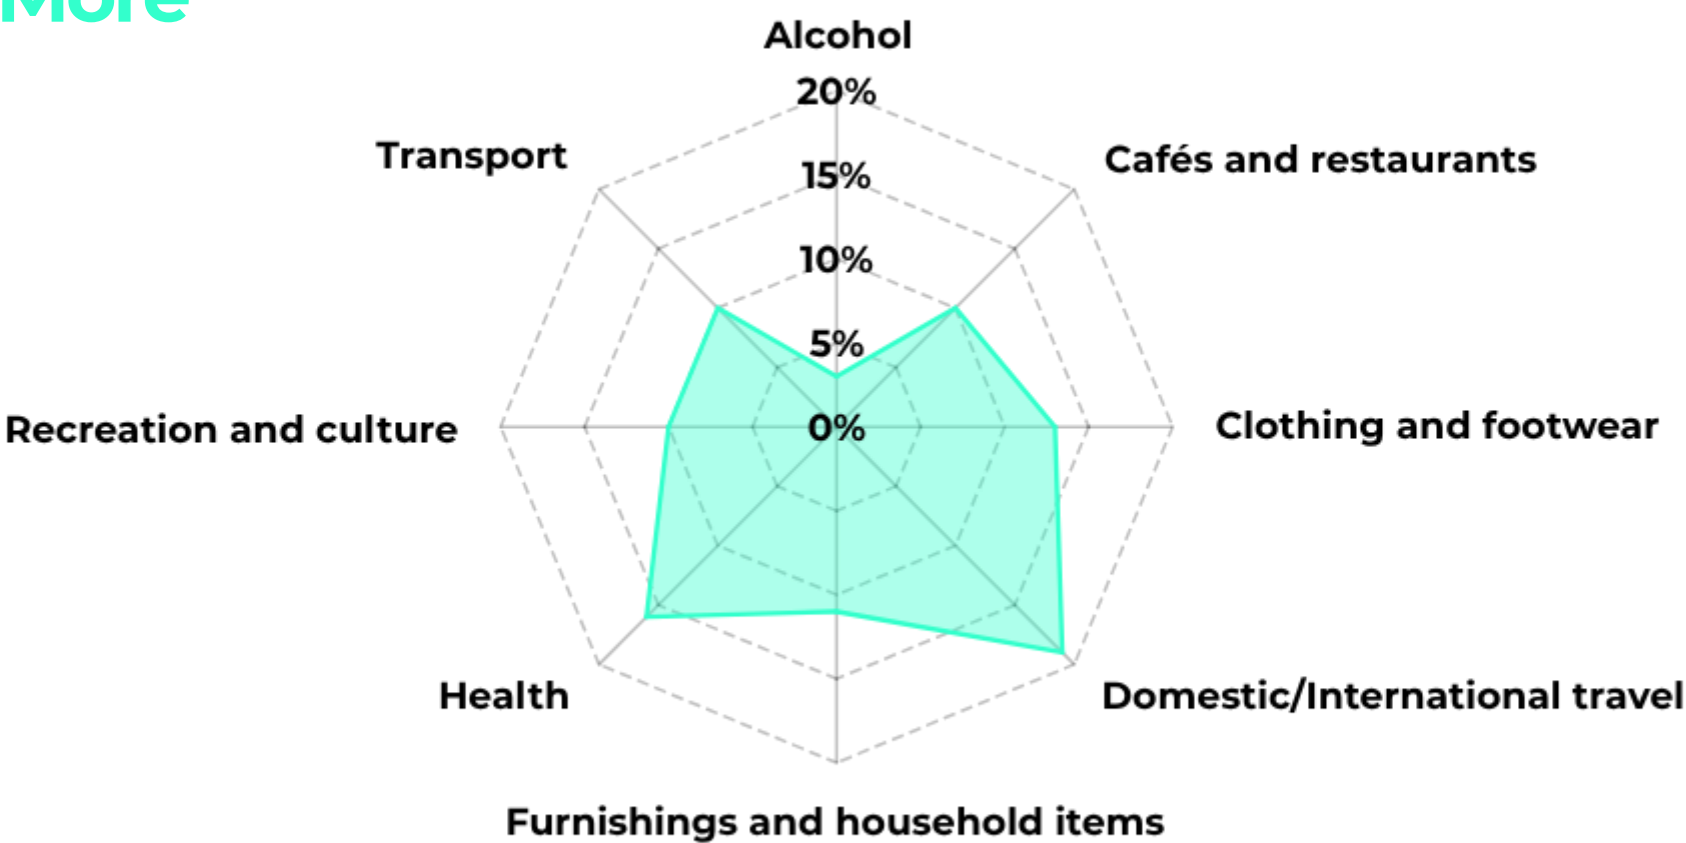 More
Alcohol
20%
Transport
Cafés and restaurants
15%
10%
5%
Recreation and culture
0%
Clothing and footwear
Health
Domestic/International travel
Furnishings and household items